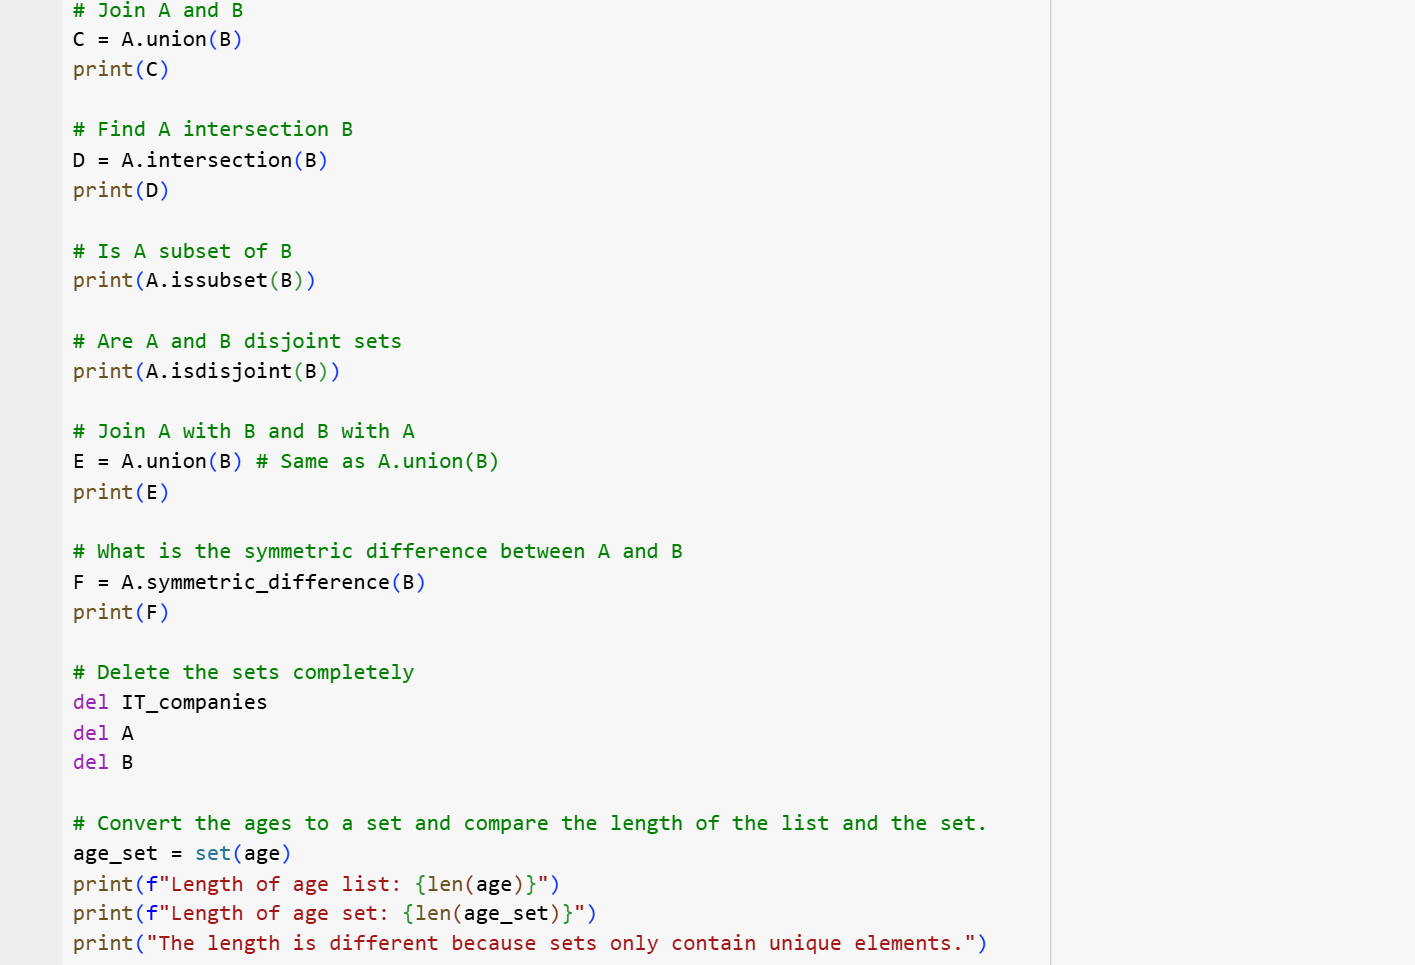 # Join A and B
C = A.union(B)
print(C)
# Find A intersection B
D = A.intersection(B)
print(D)
# Is A subset of B
print(A.issubset(B))
# Are A and B disjoint sets
print(A.isdisjoint(B))
# Join A with B and B with A
E = A.union(B) # Same as A.union(B)
print(E)
# What is the symmetric difference between A and B
F = A.symmetric_difference(B)
print(F)
# Delete the sets completely
del IT_companies
del A
del B
# Convert the ages to a set and compare the length of the list and the set.
age_set = set(age)
print(f"Length of age list: {len(age)}")
print(f"Length of age set: {len(age_set)}")
print("The length is different because sets only contain unique elements.")